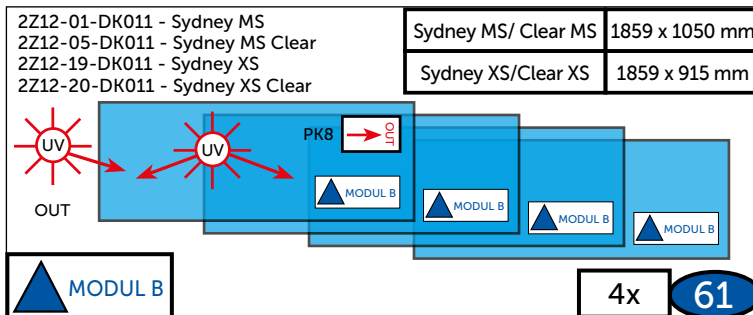 2Z12-01-DK011 - Sydney MS
2Z12-05-DK011 - Sydney MS Clear
2Z12-19-DK011 - Sydney XS
2Z12-20-DK011 - Sydney XS Clear
Sydney MS/ Clear MS 1859 x 1050 mm
Sydney XS/Clear XS 1859 x 915 mm
UV
OUT
UV
PK8
OUT
MODUL B
MODUL B
MODUL B
MODUL B
MODUL B
4x
61